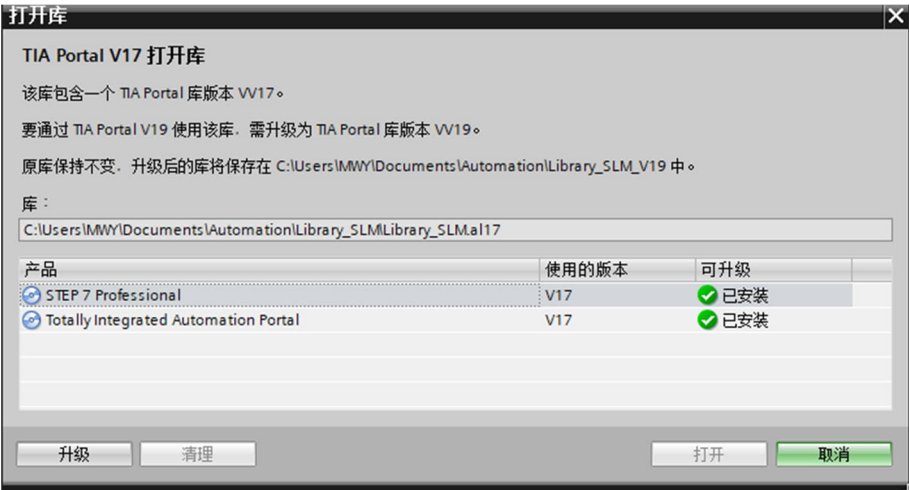 打开库
TIA Portal V17 打开库
该库包含一个 TIA Portal 库版本 VV17。
要通过 TIA Portal V19 使用该库，需升级为 TIA Portal 库版本 VV19。
原库保持不变，升级后的库将保存在 C:\Users\MWY\Documents\Automation\Library_SLM_V19 中。
库：
C:\Users\MWY\Documents\Automation\Library_SLM\Library_SLM.al17
产品 使用的版本 可升级
STEP 7 Professional V17 已安装
Totally Integrated Automation Portal V17 已安装
升级 清理 打开 取消